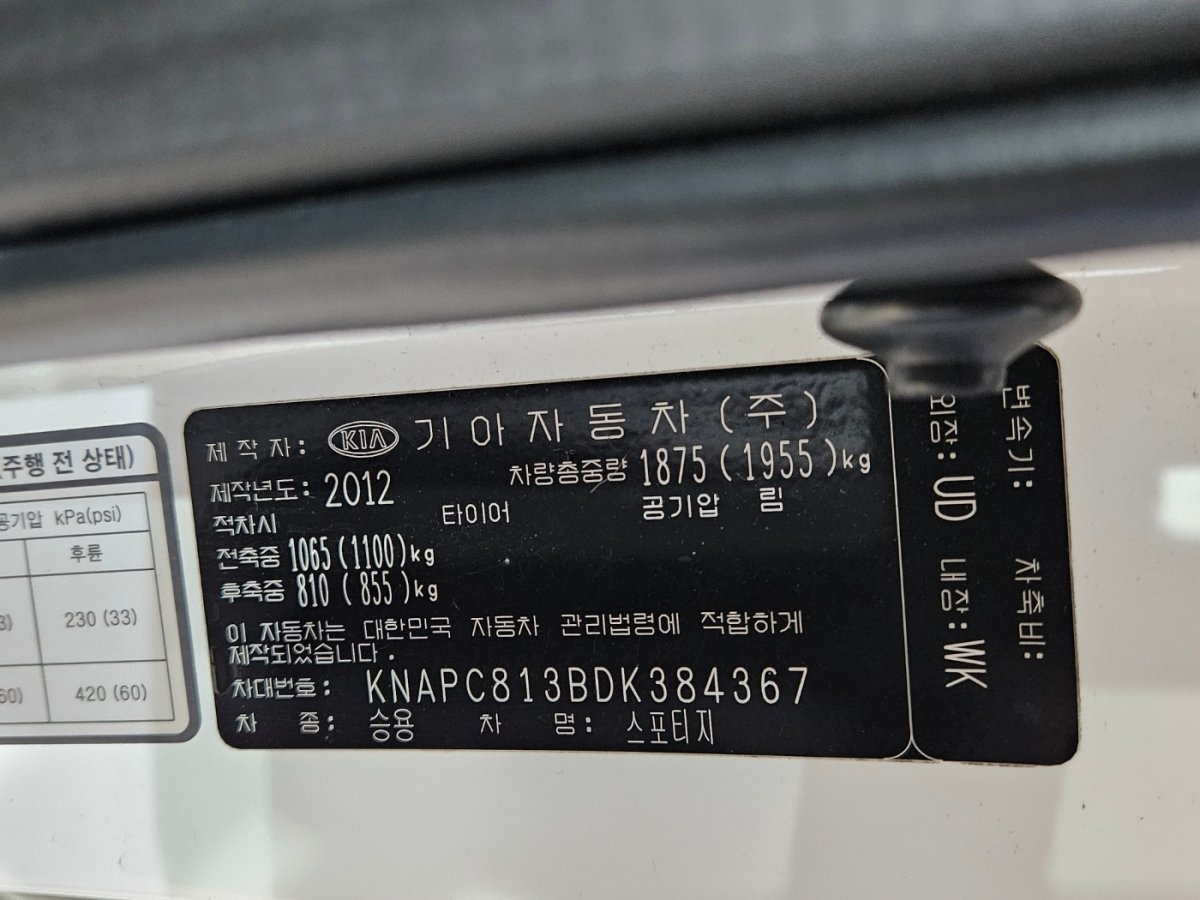 (주행 전 상태)
공기압 kPa(psi)
후륜
230 (33)
60) 420 (60)
제 작 자: KIA 기 아 자 동 차 ( 주 )
제작년도: 2012 차량총중량 1875 ( 1955 ) kg
적차시 타이어 공기압 림
전축중 1065 (1100) kg
후축중 810 ( 855 ) kg
이 자동차는 대한민국 자동차 관리법령에 적합하게
제작되었습니다.
차대번호: KNAPC813BDK384367
차 종: 승용 차 명: 스포티지
변속기: 차축비:
외장: UD 내장: WK